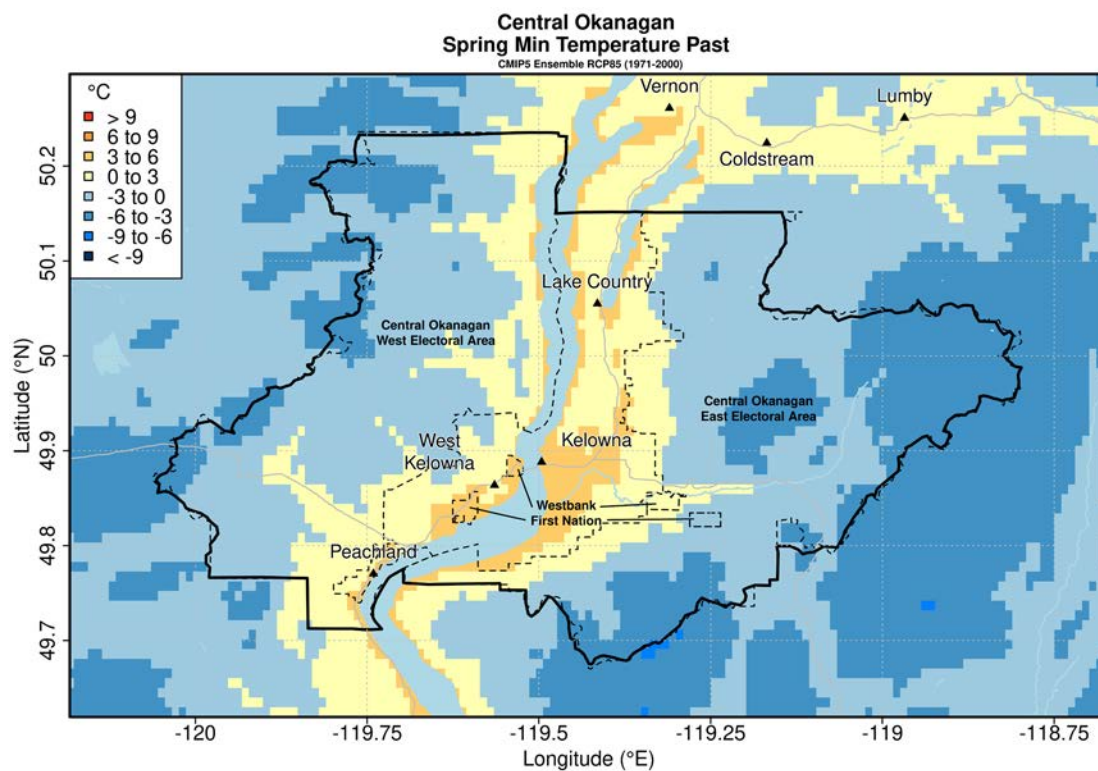 Central Okanagan
Spring Min Temperature Past
CMIP5 Ensemble RCP85 (1971-2000)
°C
> 9
6 to 9
3 to 6
0 to 3
-3 to 0
-6 to -3
-9 to -6
< -9
Vernon
Lumby
Coldstream
Lake Country
Central Okanagan
West Electoral Area
Central Okanagan
East Electoral Area
West
Kelowna
Kelowna
Westbank
First Nation
Peachland
Latitude (°N)
50.2
50.1
50
49.9
49.8
49.7
-120
-119.75
-119.5
-119.25
-119
-118.75
Longitude (°E)